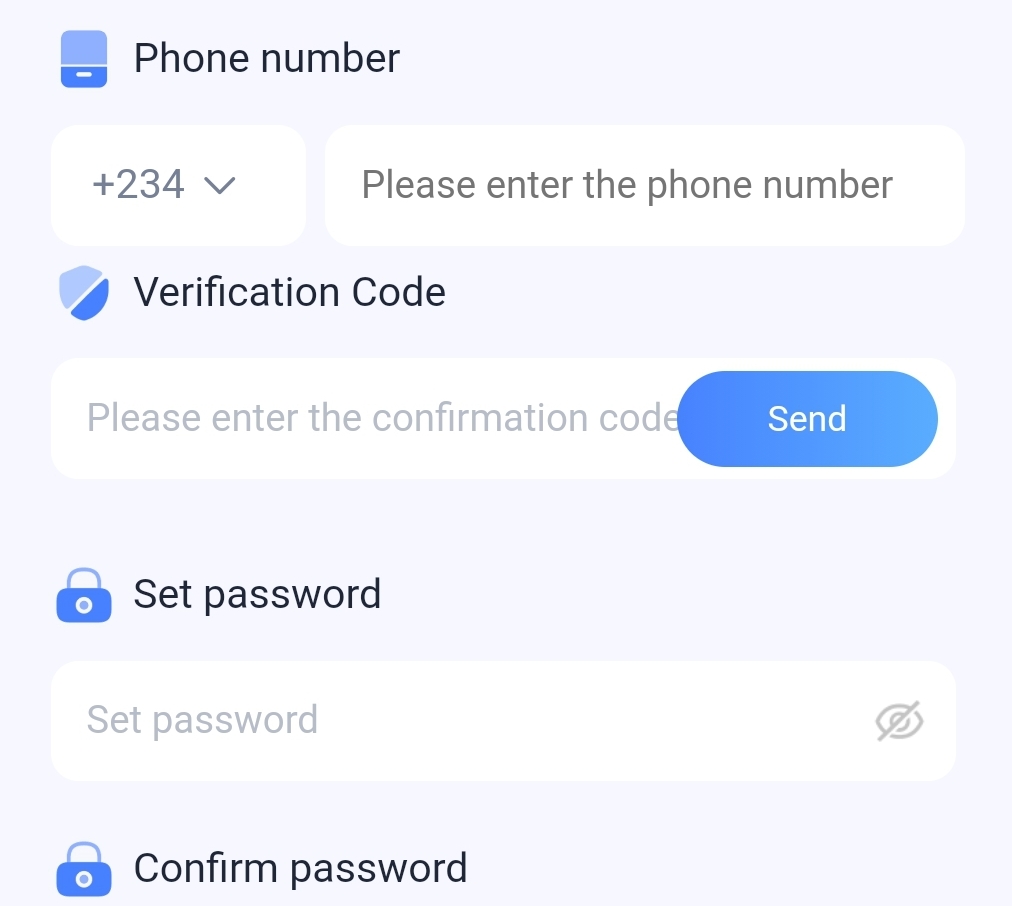 Phone number
+234
Please enter the phone number
Verification Code
Please enter the confirmation code
Send
Set password
Set password
Confirm password